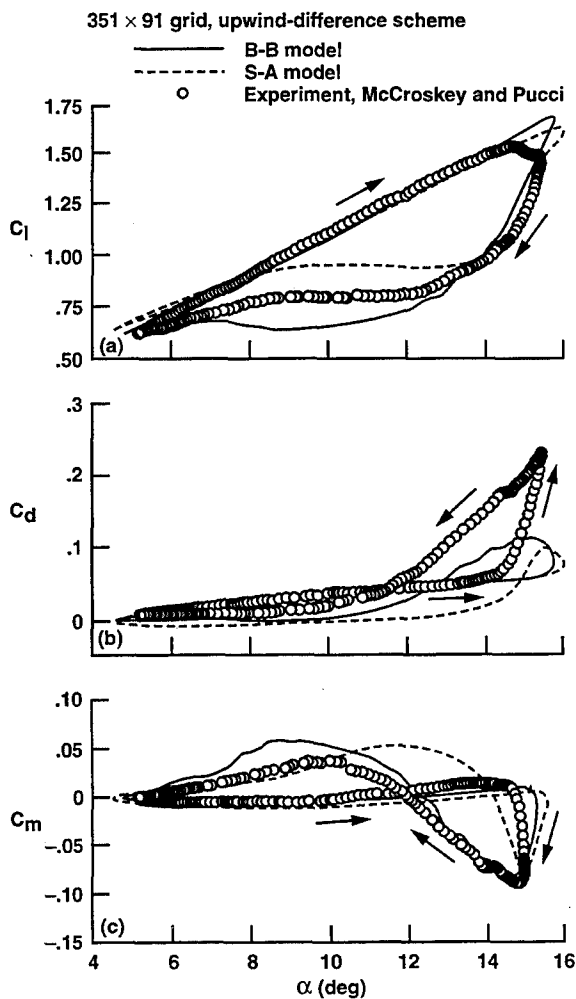 351 × 91 grid, upwind-difference scheme
B-B model
S-A model
Experiment, McCroskey and Pucci
1.75
1.50
1.25
1.00
.75
.50
C_l
(a)
.3
.2
.1
0
C_d
(b)
.10
.05
0
-.05
-.10
-.15
C_m
(c)
4 6 8 10 12 14 16
α (deg)